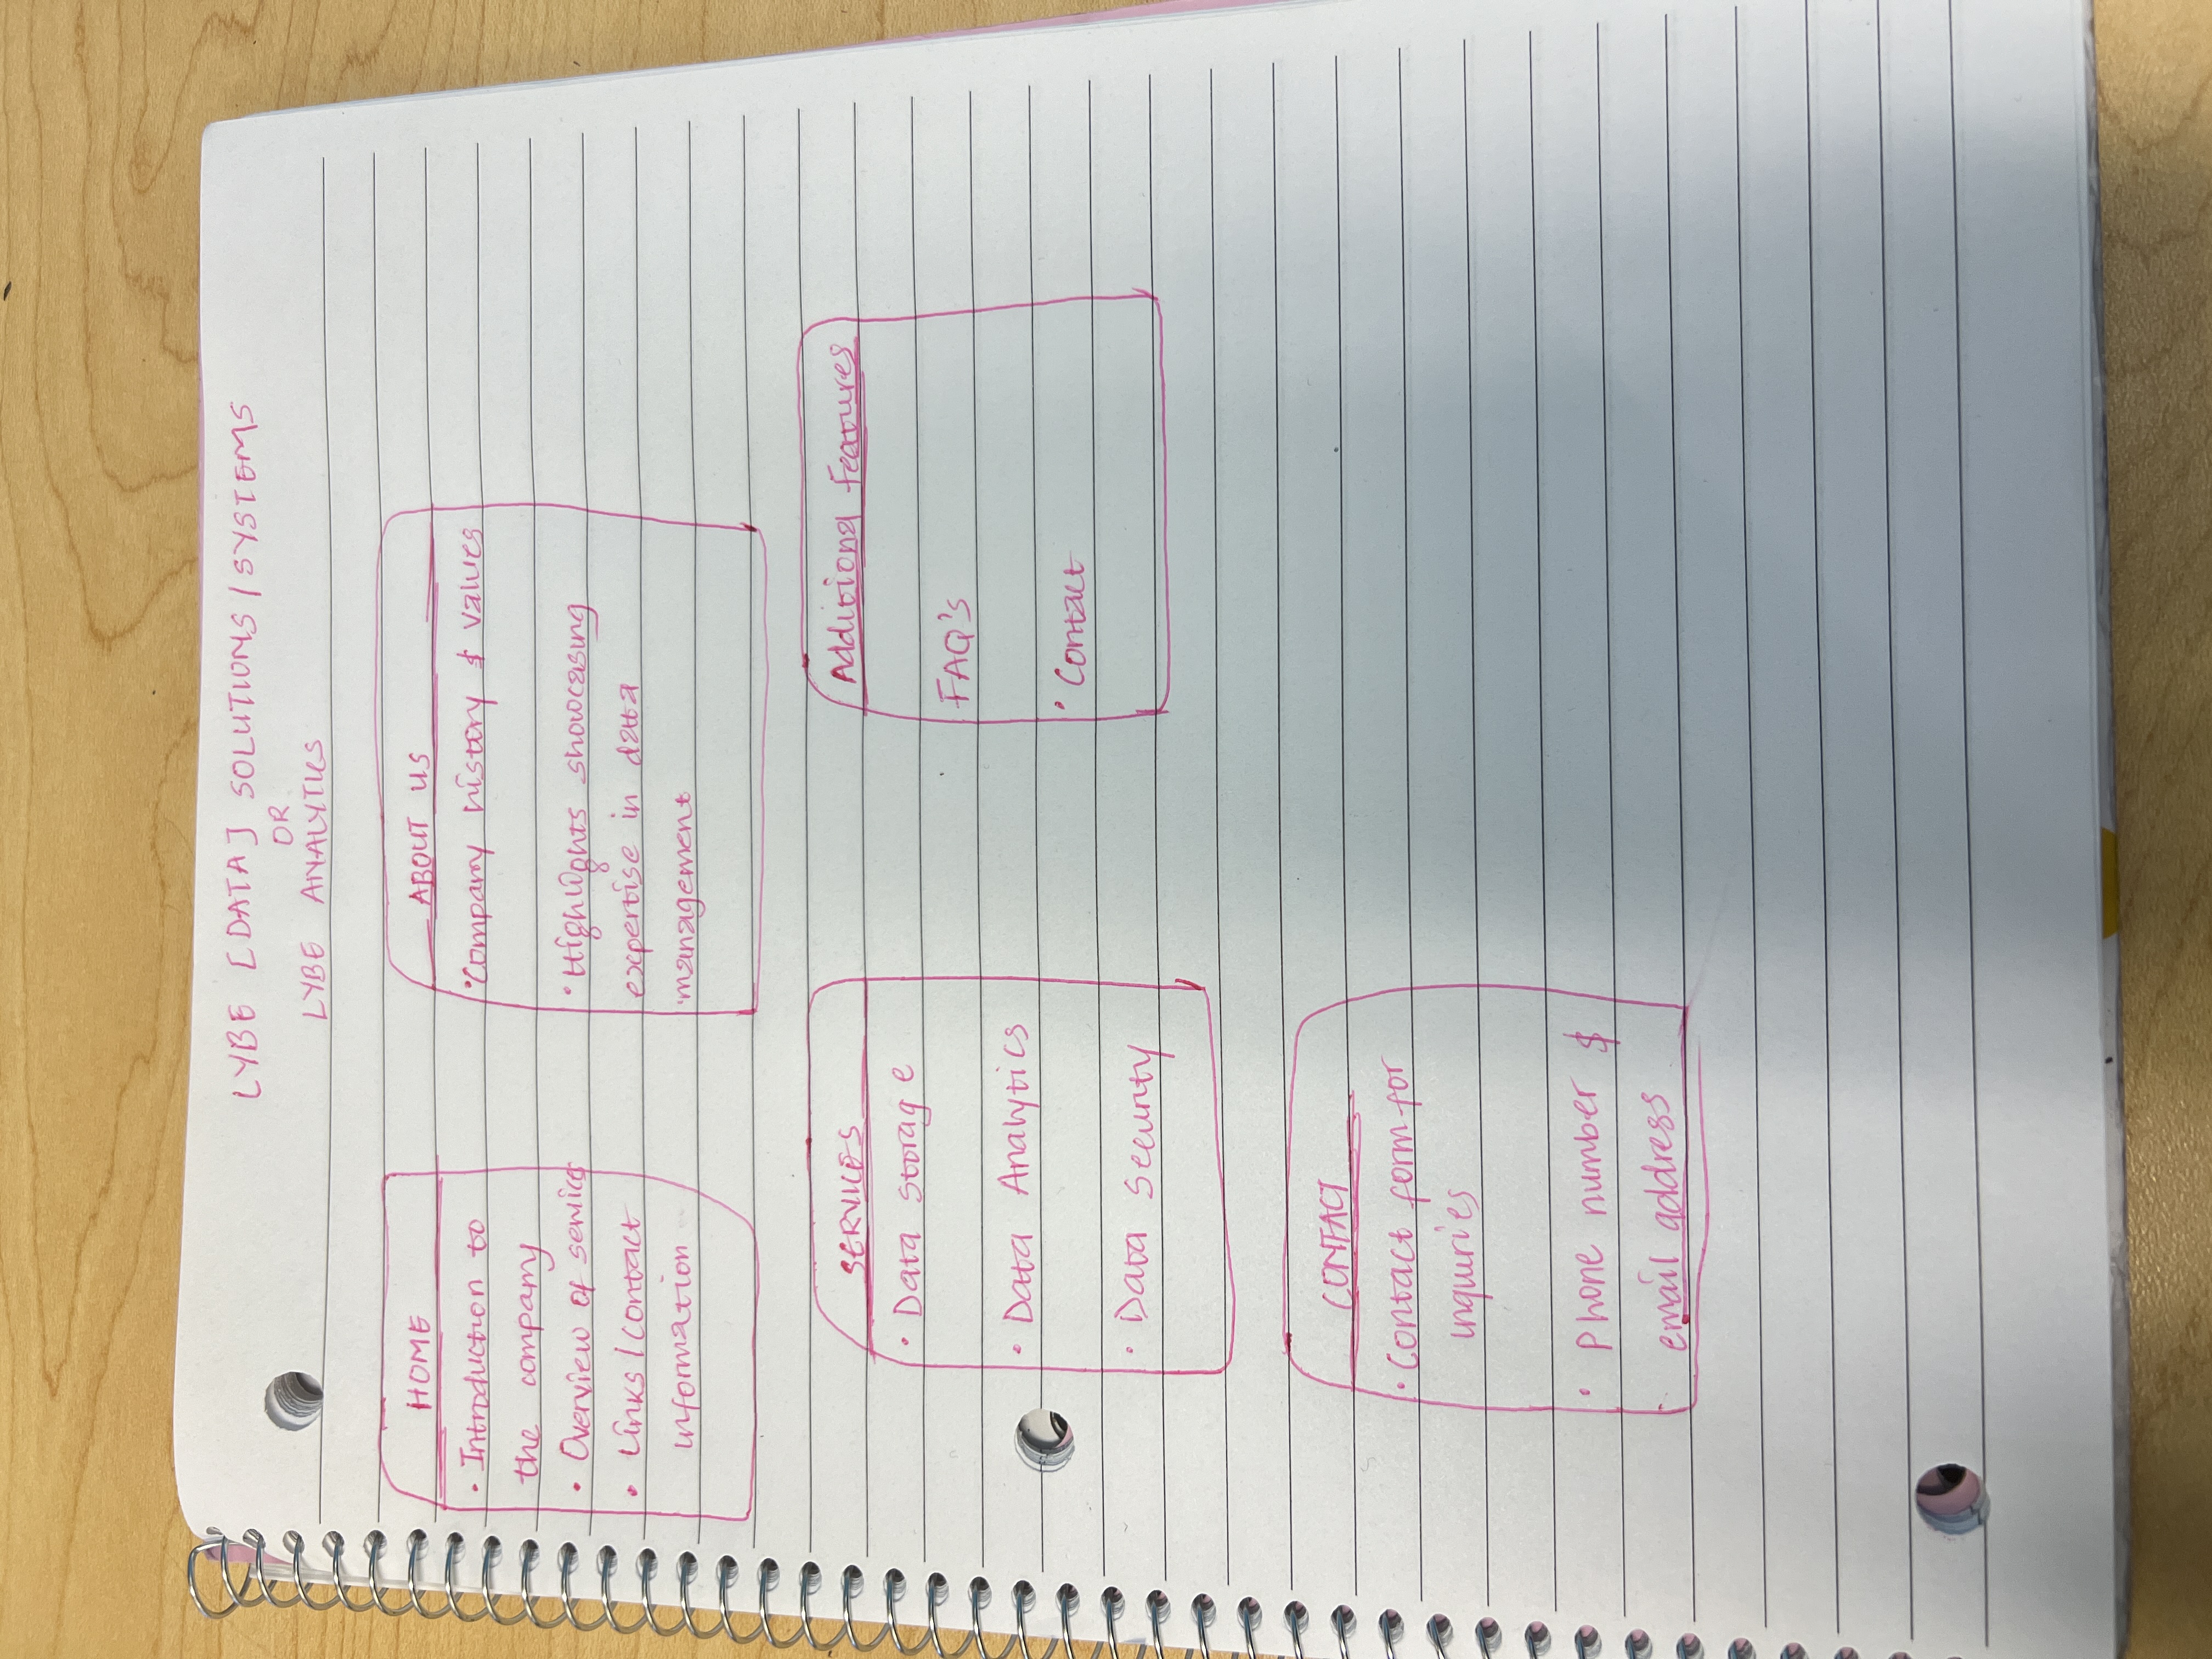 LYBE [DATA] SOLUTIONS/SYSTEMS
OR
LYBE ANALYTICS
HOME
• Introduction to
the company
• Overview of service
• Links/contact
information
ABOUT US
• Company history & values
• Highlights showcasing
expertise in data
management
SERVICES
• Data Storage
• Data Analytics
• Data Security
Additional Features
FAQ's
• Contact
CONTACT
• Contact form for
inquiries
• Phone number &
email address